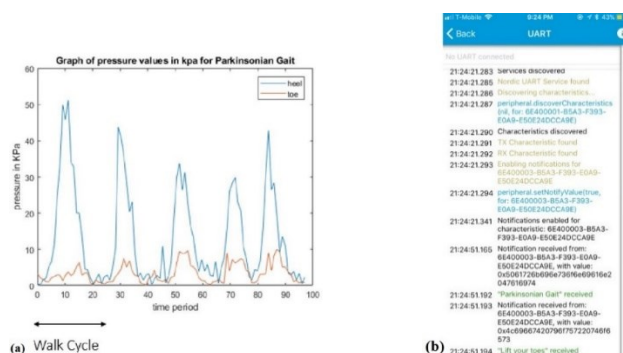 Graph of pressure values in kpa for Parkinsonian Gait
heel
toe
60
50
40
30
20
10
0
pressure in KPa
0 10 20 30 40 50 60 70 80 90 100
time period
Walk Cycle
(a)
T-Mobile 9:24 PM 43%
Back UART
No UART connected
21:24:21.283 Services discovered
21:24:21.285 Nordic UART Service found
21:24:21.286 Discovering characteristics...
21:24:21.287 peripheral.discoverCharacteristics
(nil, for: 6E400001-B5A3-F393-
E0A9-E50E24DCCA9E)
21:24:21.290 Characteristics discovered
21:24:21.291 TX Characteristic found
21:24:21.292 RX Characteristic found
21:24:21.293 Enabling notifications for
6E400003-B5A3-F393-E0A9-
E50E24DCCA9E
21:24:21.294 peripheral.setNotifyValue(true,
for: 6E400003-B5A3-F393-
E0A9-E50E24DCCA9E)
21:24:21.341 Notifications enabled for
characteristic: 6E400003-B5A3-
F393-E0A9-E50E24DCCA9E
21:24:51.165 Notification received from:
6E400003-B5A3-F393-E0A9-
E50E24DCCA9E, with value:
21:24:51.192 "Parkinsonian Gait" received
21:24:51.193 Notification received from:
6E400003-B5A3-F393-E0A9-
E50E24DCCA9E, with value:
573
21:24:51.194 "Lift your toes" received
(b)